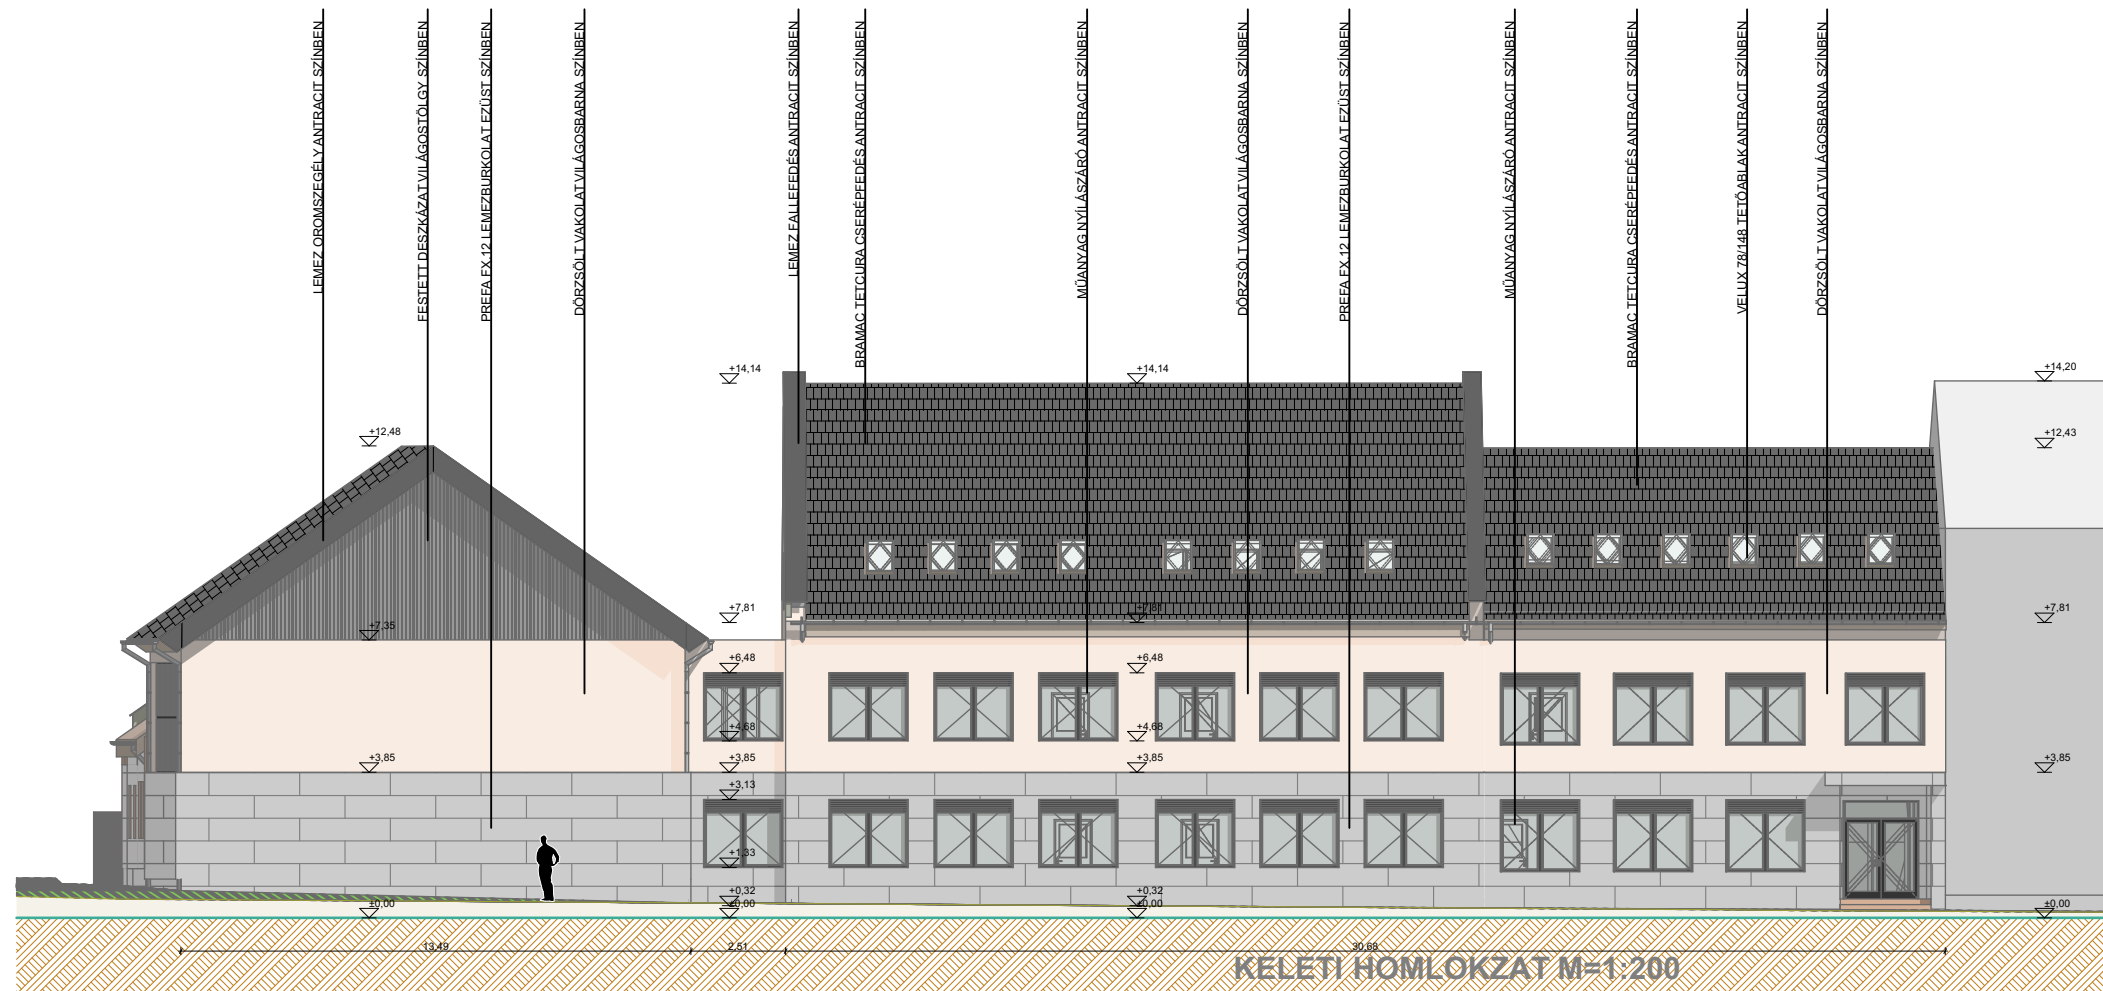 LEMEZ OROMSZEGÉLY ANTRACIT SZÍNBEN
FESTETT DESZKÁZAT VILÁGOSTÖLGY SZÍNBEN
PREFA FX.12 LEMEZBURKOLAT EZÜST SZÍNBEN
DÖRZSÖLT VAKOLAT VILÁGOSBARNA SZÍNBEN
LEMEZ FALLEFEDÉS ANTRACIT SZÍNBEN
BRAMAC TETCURA CSERÉPFEDÉS ANTRACIT SZÍNBEN
MŰANYAG NYÍLÁSZÁRÓ ANTRACIT SZÍNBEN
DÖRZSÖLT VAKOLAT VILÁGOSBARNA SZÍNBEN
PREFA FX.12 LEMEZBURKOLAT EZÜST SZÍNBEN
MŰANYAG NYÍLÁSZÁRÓ ANTRACIT SZÍNBEN
BRAMAC TETCURA CSERÉPFEDÉS ANTRACIT SZÍNBEN
VELUX 78/148 TETŐABLAK ANTRACIT SZÍNBEN
DÖRZSÖLT VAKOLAT VILÁGOSBARNA SZÍNBEN
+12,48
+7,35
+3,85
±0,00
+14,14
+7,81
+6,48
+4,68
+3,85
+3,13
+1,33
+0,32
±0,00
+14,14
+7,81
+6,48
+4,68
+3,85
+0,32
±0,00
+14,20
+12,43
+7,81
+3,85
±0,00
13,49
2,51
30,68
KELETI HOMLOKZAT M=1:200